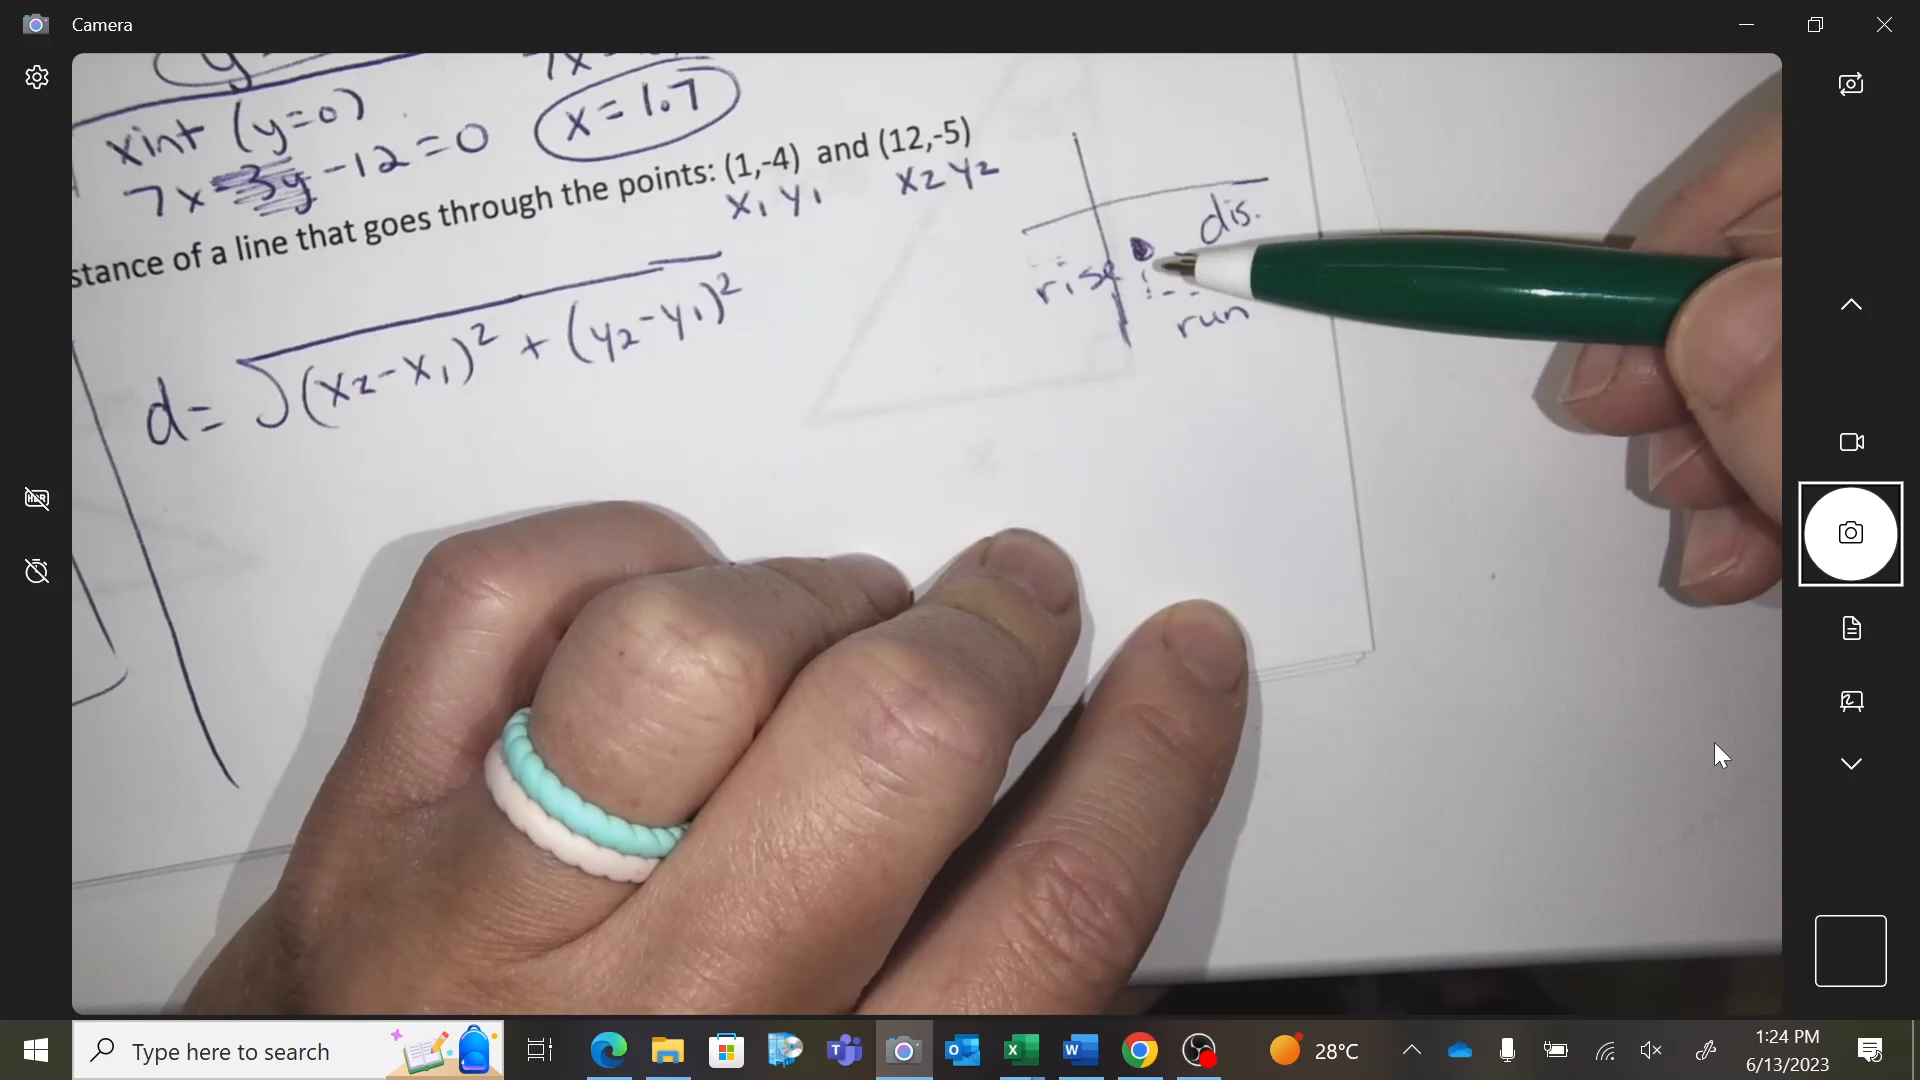 Camera
xint (y=0)
x=1.7
7x-3y-12=0
stance of a line that goes through the points: (1,-4) and (12,-5)
x₁ y₁ x₂ y₂
dis.
rise
run
d=√(x₂-x₁)²+(y₂-y₁)²
Type here to search
28°C
1:24 PM
6/13/2023